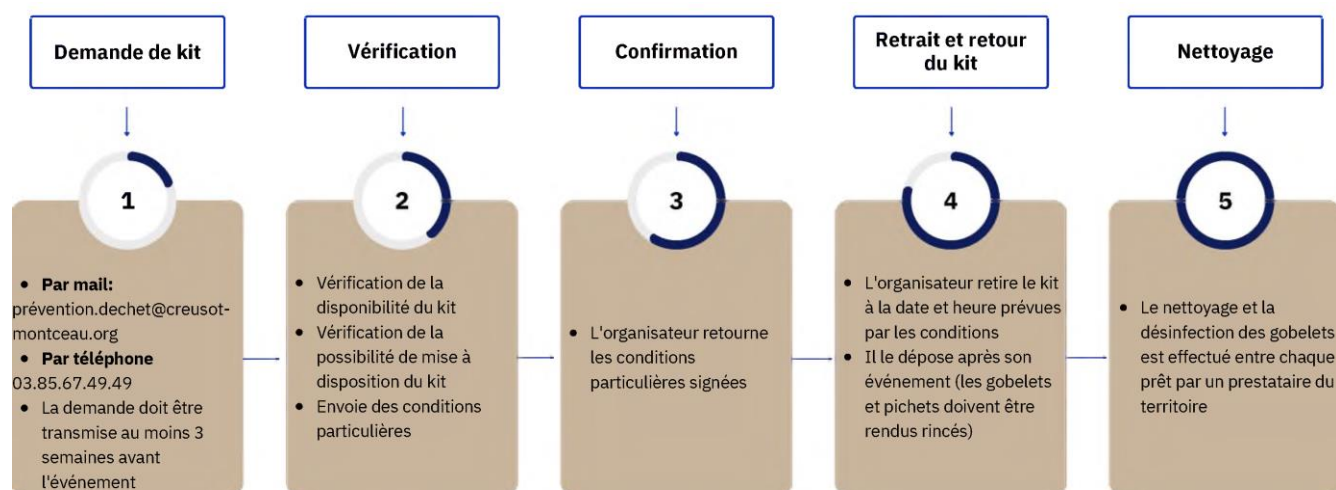 Demande de kit
Vérification
Confirmation
Retrait et retour
du kit
Nettoyage
1
2
3
4
5
• Par mail:
prévention.dechet@creusot-
montceau.org
• Par téléphone
03.85.67.49.49
• La demande doit être
transmise au moins 3
semaines avant
l'événement
• Vérification de la
disponibilité du kit
• Vérification de la
possibilité de mise à
disposition du kit
• Envoie des conditions
particulières
• L'organisateur retourne
les conditions
particulières signées
• L'organisateur retire le kit
à la date et heure prévues
par les conditions
• Il le dépose après son
événement (les gobelets
et pichets doivent être
rendus rincés)
• Le nettoyage et la
désinfection des gobelets
est effectué entre chaque
prêt par un prestataire du
territoire